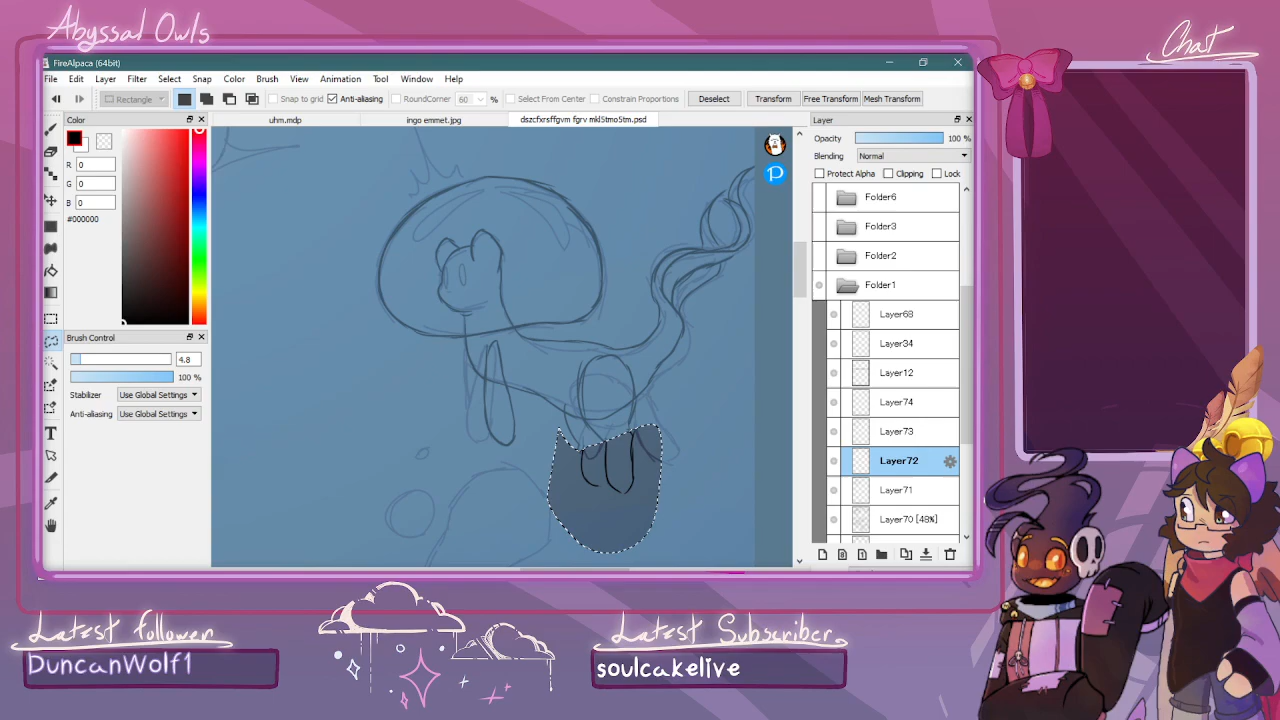 Abyssal Owls
Chat
FireAlpaca (64bit)
File Edit Layer Filter Select Snap Color Brush View Animation Tool Window Help
Rectangle Snap to grid Anti-aliasing RoundCorner 60 % Select From Center Constrain Proportions Deselect Transform Free Transform Mesh Transform
Color
uhm.mdp
ingo emmet.jpg
dszcfxrsffgvm fgrv mkl5tmo5tm.psd
Layer
R 0
G 0
B 0
#000000
Opacity 100 %
Blending Normal
Protect Alpha Clipping Lock
Folder6
Folder3
Folder2
Folder1
Layer68
Layer34
Layer12
Layer74
Layer73
Layer72
Layer71
Layer70 [48%]
Brush Control
4.8
100 %
Stabilizer Use Global Settings
Anti-aliasing Use Global Settings
T
P
Latest follower
DuncanWolf1
Latest Subscriber
soulcakelive